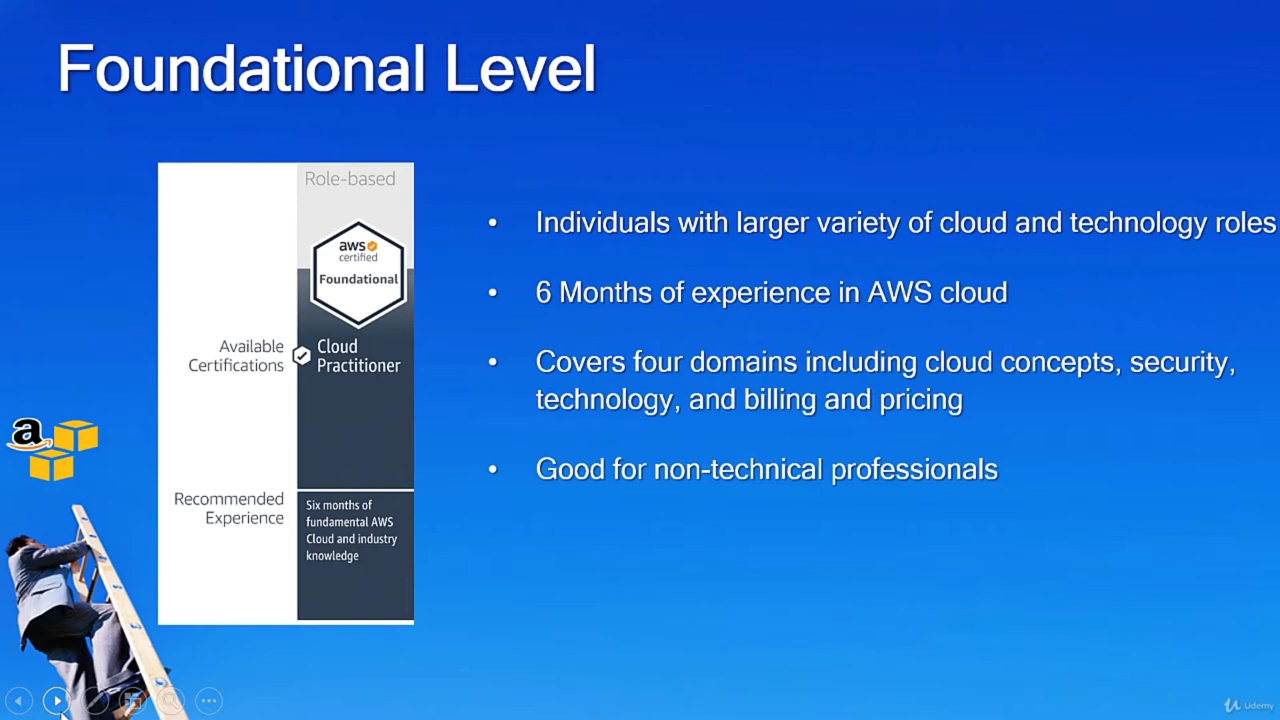 Foundational Level
Role-based
aws
certified
Foundational
Available
Certifications
Cloud
Practitioner
Recommended
Experience
Six months of
fundamental AWS
Cloud and industry
knowledge
• Individuals with larger variety of cloud and technology roles
• 6 Months of experience in AWS cloud
• Covers four domains including cloud concepts, security,
technology, and billing and pricing
• Good for non-technical professionals
a
Udemy